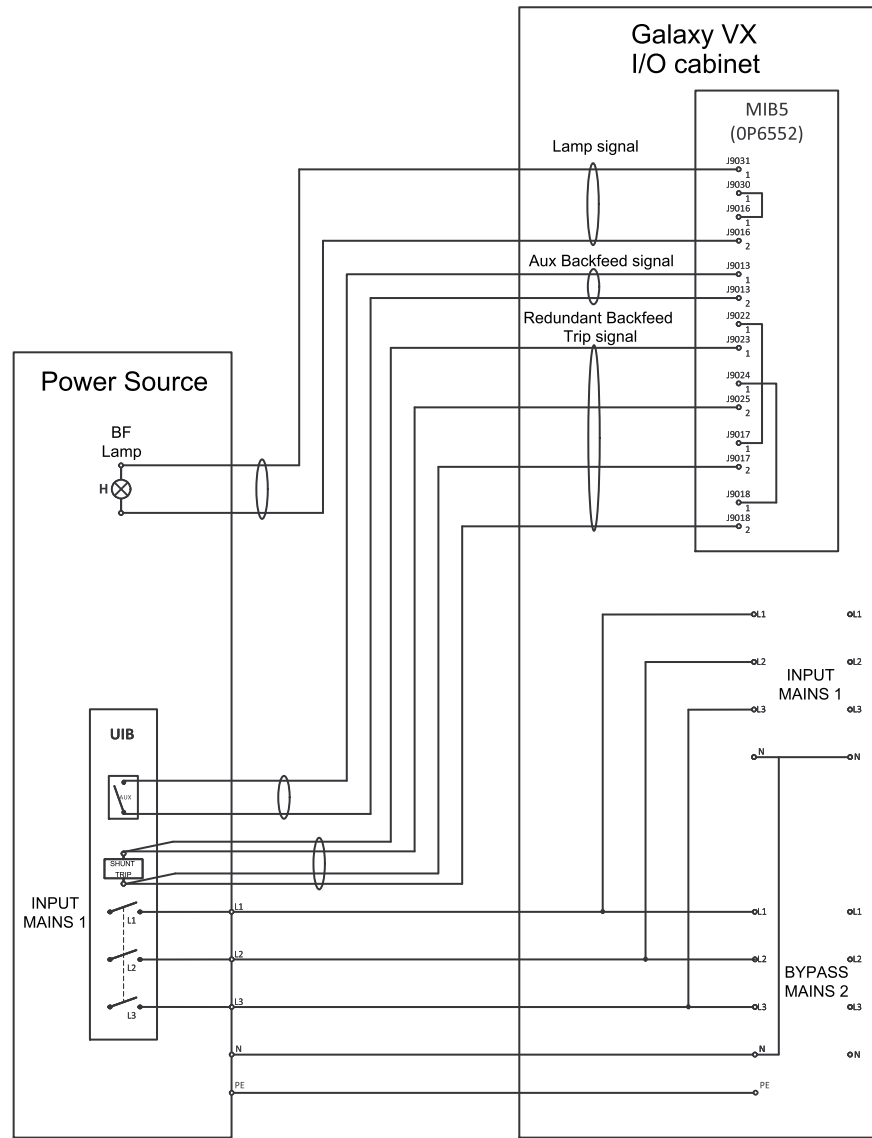 Galaxy VX
I/O cabinet
MIB5
(0P6552)
Lamp signal
J9031
1
J9030
1
J9016
1
J9016
2
Aux Backfeed signal
J9013
1
J9013
2
Redundant Backfeed
Trip signal
J9022
1
J9023
1
J9024
1
J9025
2
J9017
1
J9017
2
J9018
1
J9018
2
Power Source
BF
Lamp
H
UIB
AUX
SHUNT
TRIP
INPUT
MAINS 1
L1
L2
L3
L1
L2
L3
N
PE
L1
L1
L2
L2
INPUT
MAINS 1
L3
L3
N
N
L1
L1
L2
L2
BYPASS
MAINS 2
L3
L3
N
N
PE